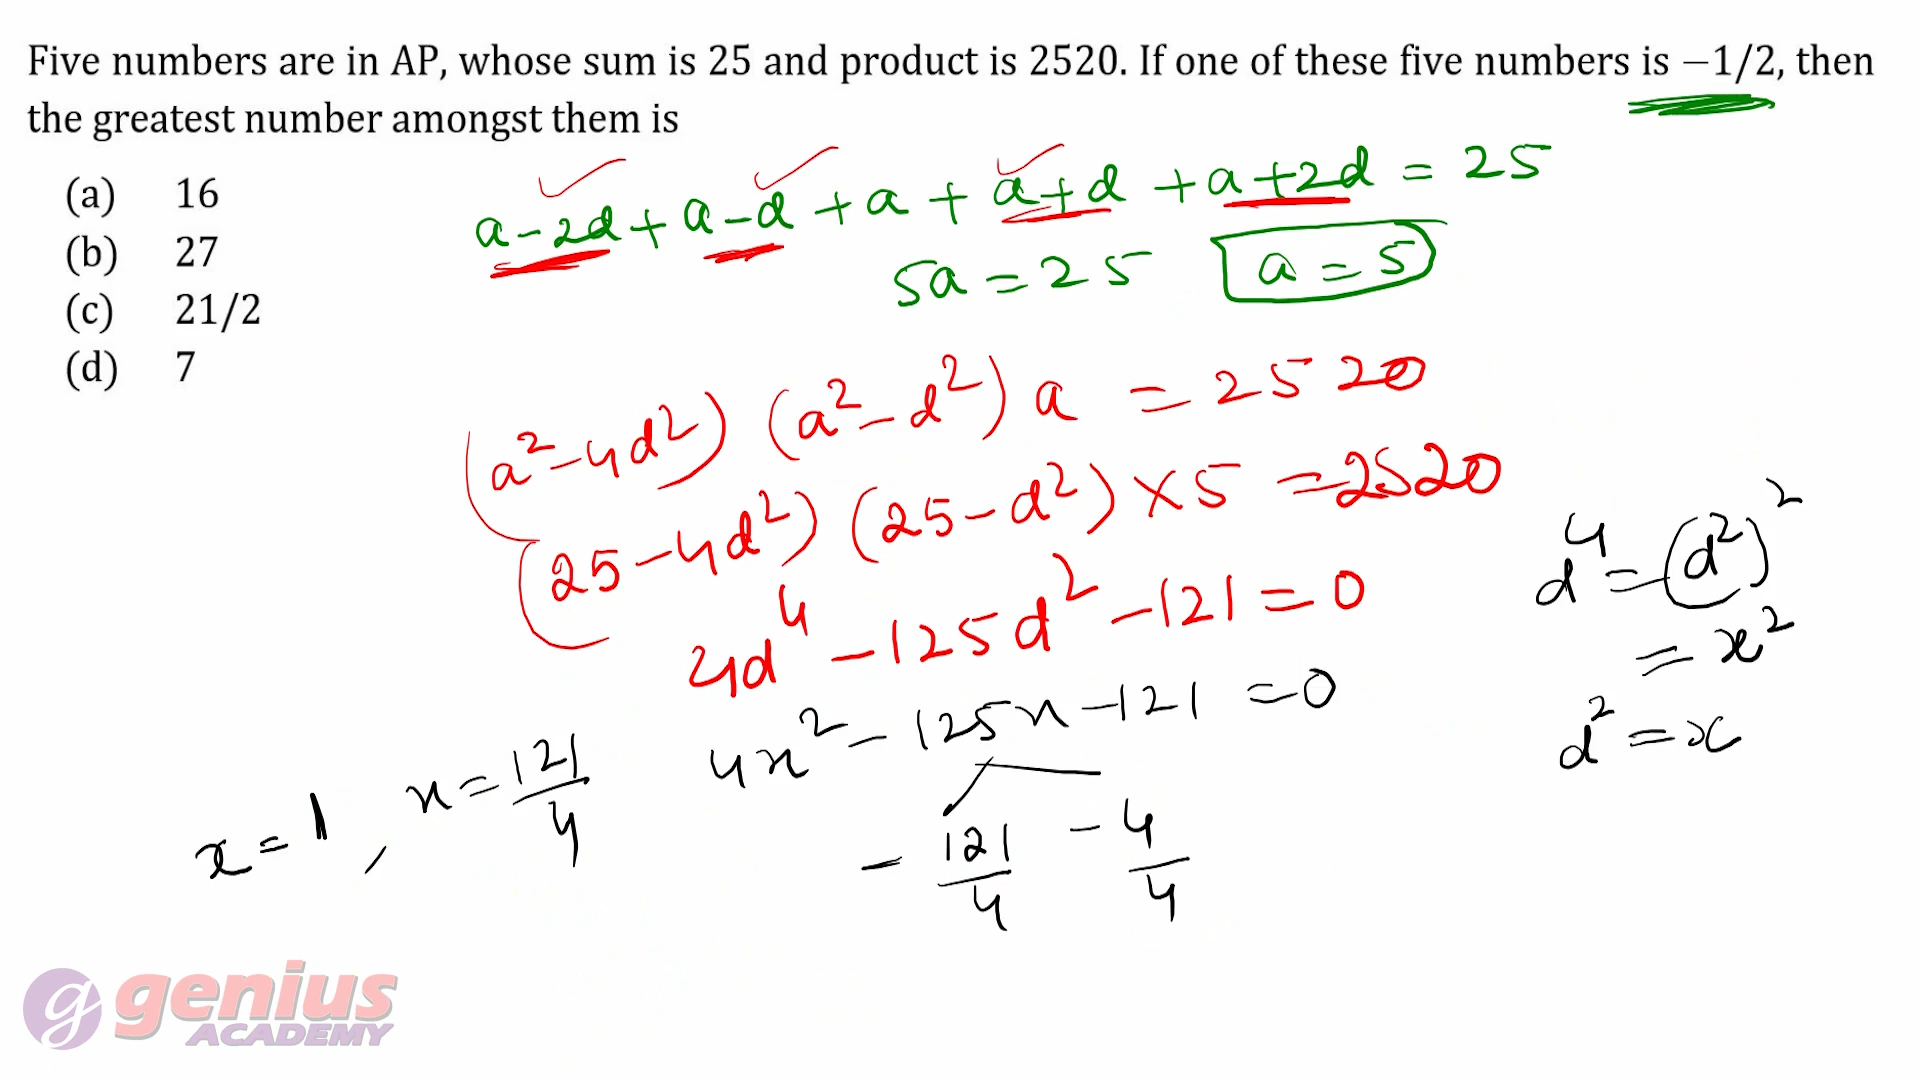 Five numbers are in AP, whose sum is 25 and product is 2520. If one of these five numbers is −1/2, then
the greatest number amongst them is
(a) 16
(b) 27
(c) 21/2
(d) 7
a-2d+a-d+a+a+d+a+2d=25
5a=25 a=5
(a²-4d²)(a²-d²)a=2520
(25-4d²)(25-d²)×5=2520
4d⁴-125d²-121=0
4x²-125x-121=0
-121/4 -4/4
x=1, x=121/4
d⁴=(d²)²
=x²
d²=x
g genius
ACADEMY